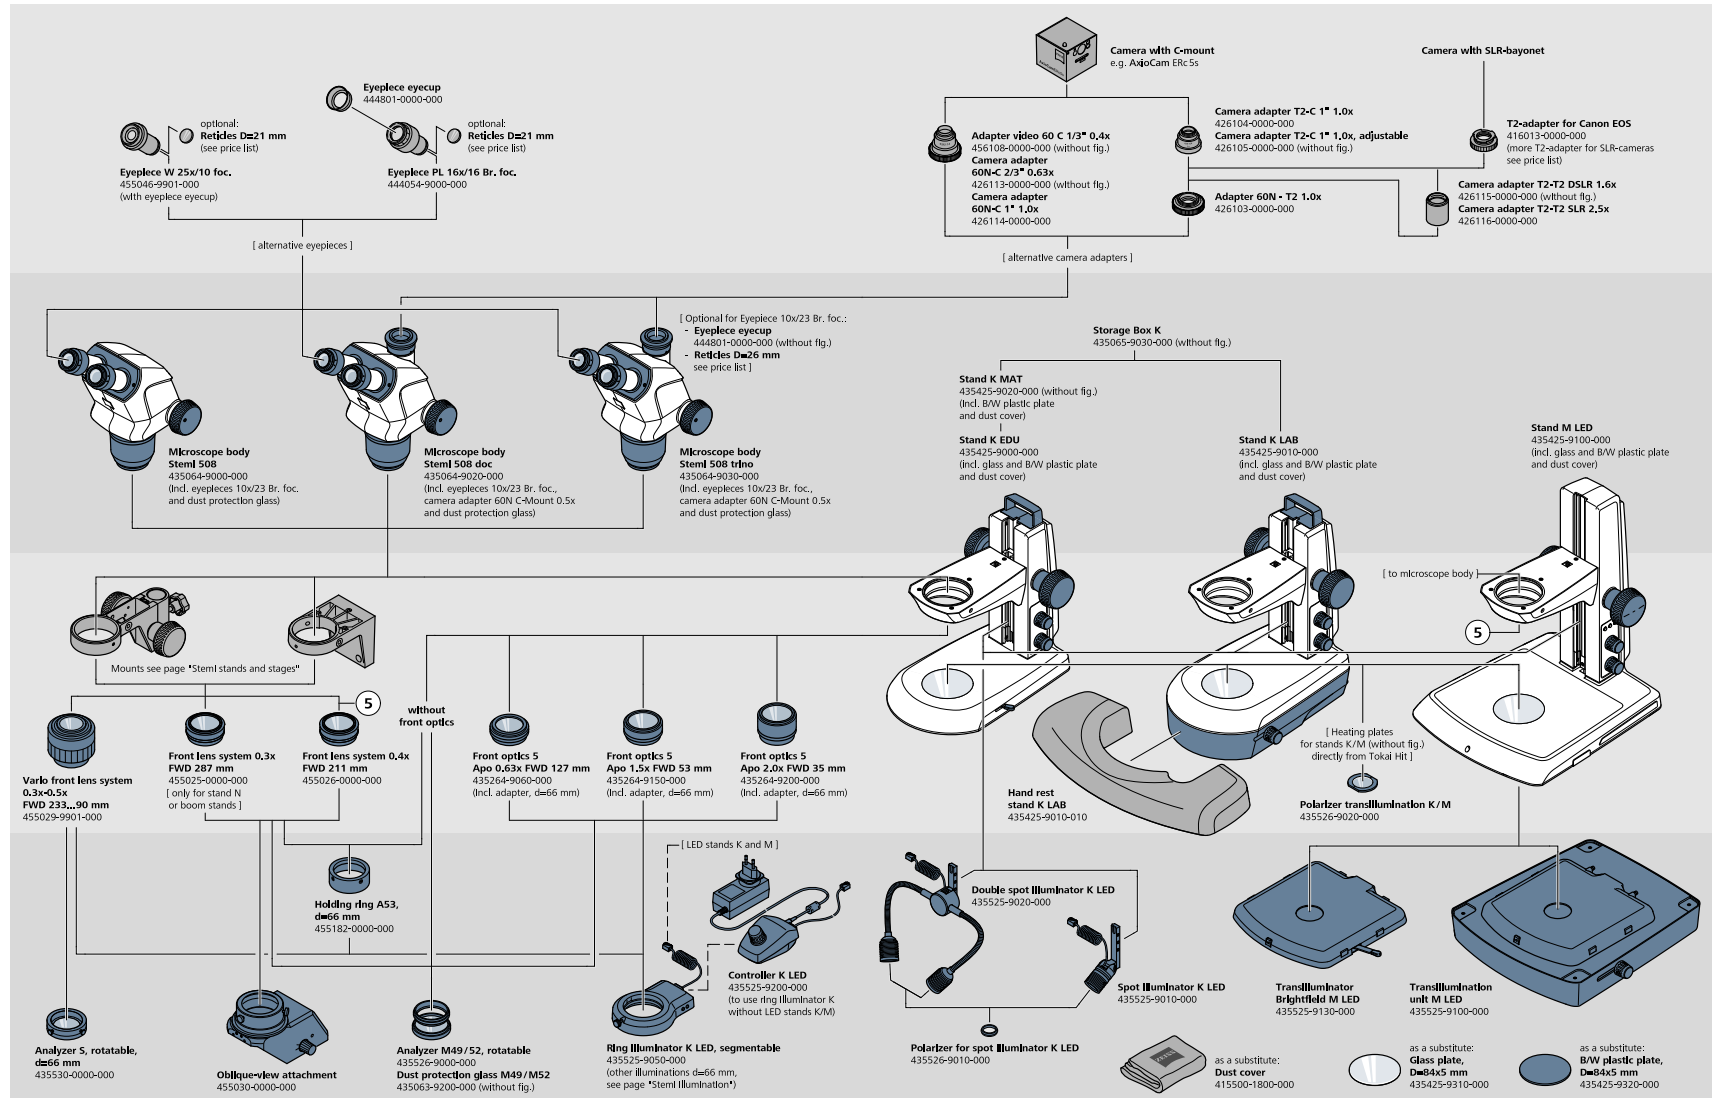 Camera with C-mount
e.g. AxioCam ERc 5s
Camera with SLR-bayonet
Eyepiece eyecup
444801-0000-000
optional:
Reticles D=21 mm
(see price list)
optional:
Reticles D=21 mm
(see price list)
Eyepiece W 25x/10 foc.
455046-9901-000
(with eyepiece eyecup)
Eyepiece PL 16x/16 Br. foc.
444054-9000-000
Adapter video 60 C 1/3" 0,4x
456108-0000-000 (without fig.)
Camera adapter
60N-C 2/3" 0.63x
426113-0000-000 (without fig.)
Camera adapter
60N-C 1" 1,0x
426114-0000-000
Camera adapter T2-C 1" 1.0x
426104-0000-000
Camera adapter T2-C 1" 1.0x, adjustable
426105-0000-000 (without fig.)
Adapter 60N - T2 1.0x
426103-0000-000
T2-adapter for Canon EOS
416013-0000-000
(more T2-adapter for SLR-cameras
see price list)
Camera adapter T2-T2 DSLR 1.6x
426115-0000-000 (without fig.)
Camera adapter T2-T2 SLR 2,5x
426116-0000-000
[ alternative eyepieces ]
[ alternative camera adapters ]
[ Optional for Eyepiece 10x/23 Br. foc.:
- Eyepiece eyecup
444801-0000-000 (without fig.)
- Reticles D=26 mm
see price list ]
Storage Box K
435065-9030-000 (without fig.)
Stand K MAT
435425-9020-000 (without fig.)
(Incl. B/W plastic plate
and dust cover)
Stand K EDU
435425-9000-000
(incl. glass and B/W plastic plate
and dust cover)
Stand K LAB
435425-9010-000
(incl. glass and B/W plastic plate
and dust cover)
Stand M LED
435425-9100-000
(incl. glass and B/W plastic plate
and dust cover)
Microscope body
Stemi 508
435064-9000-000
(Incl. eyepieces 10x/23 Br. foc.
and dust protection glass)
Microscope body
Stemi 508 doc
435064-9020-000
(Incl. eyepieces 10x/23 Br. foc.,
camera adapter 60N C-Mount 0.5x
and dust protection glass)
Microscope body
Stemi 508 trino
435064-9030-000
(Incl. eyepieces 10x/23 Br. foc.,
camera adapter 60N C-Mount 0.5x
and dust protection glass)
[ to microscope body ]
5
Mounts see page "Stemi stands and stages"
5
without
front optics
Vario front lens system
0.3x-0.5x
FWD 233...90 mm
455029-9901-000
Front lens system 0.3x
FWD 287 mm
455025-0000-000
[ only for stand N
or boom stands ]
Front lens system 0.4x
FWD 211 mm
455026-0000-000
Front optics 5
Apo 0.63x FWD 127 mm
435264-9060-000
(Incl. adapter, d=66 mm)
Front optics 5
Apo 1.5x FWD 53 mm
435264-9150-000
(Incl. adapter, d=66 mm)
Front optics 5
Apo 2.0x FWD 35 mm
435264-9200-000
(Incl. adapter, d=66 mm)
Hand rest
stand K LAB
435425-9010-010
[ Heating plates
for stands K/M (without fig.)
directly from Tokai Hit ]
Polarizer transillumination K/M
435526-9020-000
Holding ring A53,
d=66 mm
455182-0000-000
[ LED stands K and M ]
Controller K LED
435525-9200-000
(to use ring illuminator K
without LED stands K/M)
Double spot illuminator K LED
435525-9020-000
Spot illuminator K LED
435525-9010-000
Transilluminator
Brightfield M LED
435525-9130-000
Transillumination
unit M LED
435525-9100-000
Analyzer S, rotatable,
d=66 mm
435530-0000-000
Oblique-view attachment
455030-0000-000
Analyzer M49/52, rotatable
435526-9000-000
Dust protection glass M49/M52
435063-9200-000 (without fig.)
Ring illuminator K LED, segmentable
435525-9050-000
(other illuminations d=66 mm,
see page "Stemi Illumination")
Polarizer for spot illuminator K LED
435526-9010-000
as a substitute:
Dust cover
415500-1800-000
as a substitute:
Glass plate,
D=84x5 mm
435425-9310-000
as a substitute:
B/W plastic plate,
D=84x5 mm
435425-9320-000